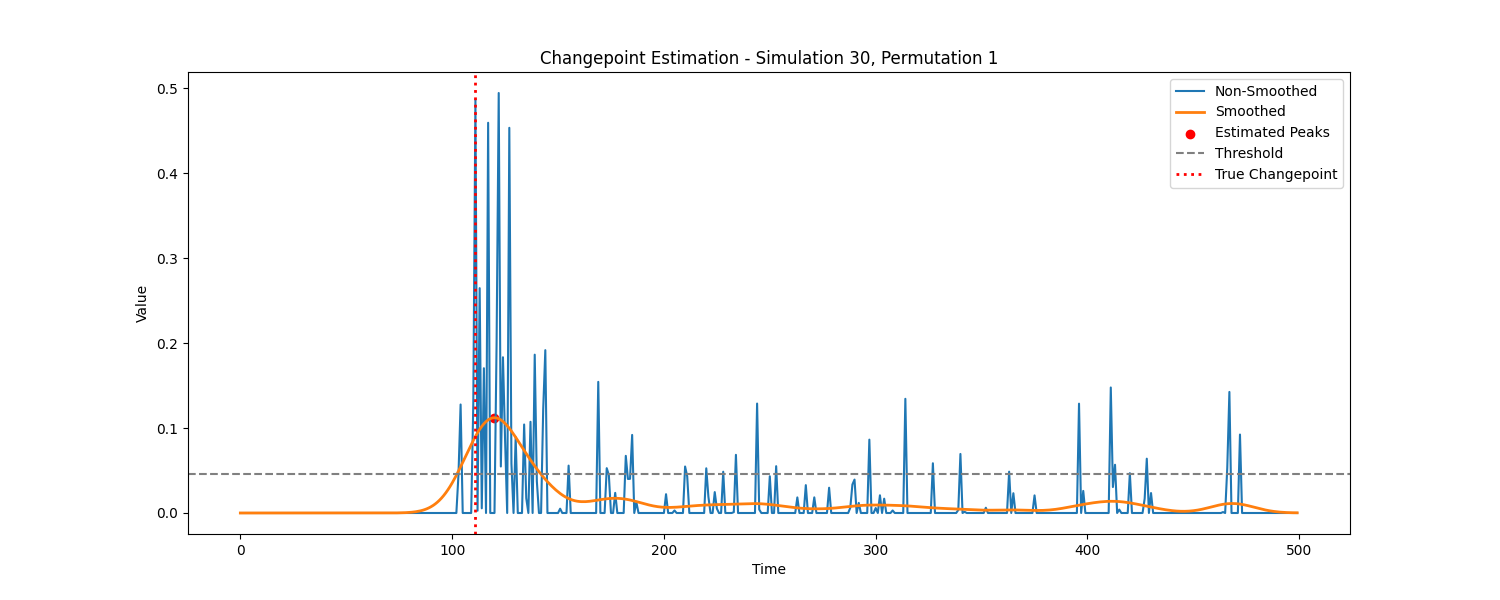 Changepoint Estimation - Simulation 30, Permutation 1
Non-Smoothed
Smoothed
Estimated Peaks
Threshold
True Changepoint
Value
0.5
0.4
0.3
0.2
0.1
0.0
0 100 200 300 400 500
Time